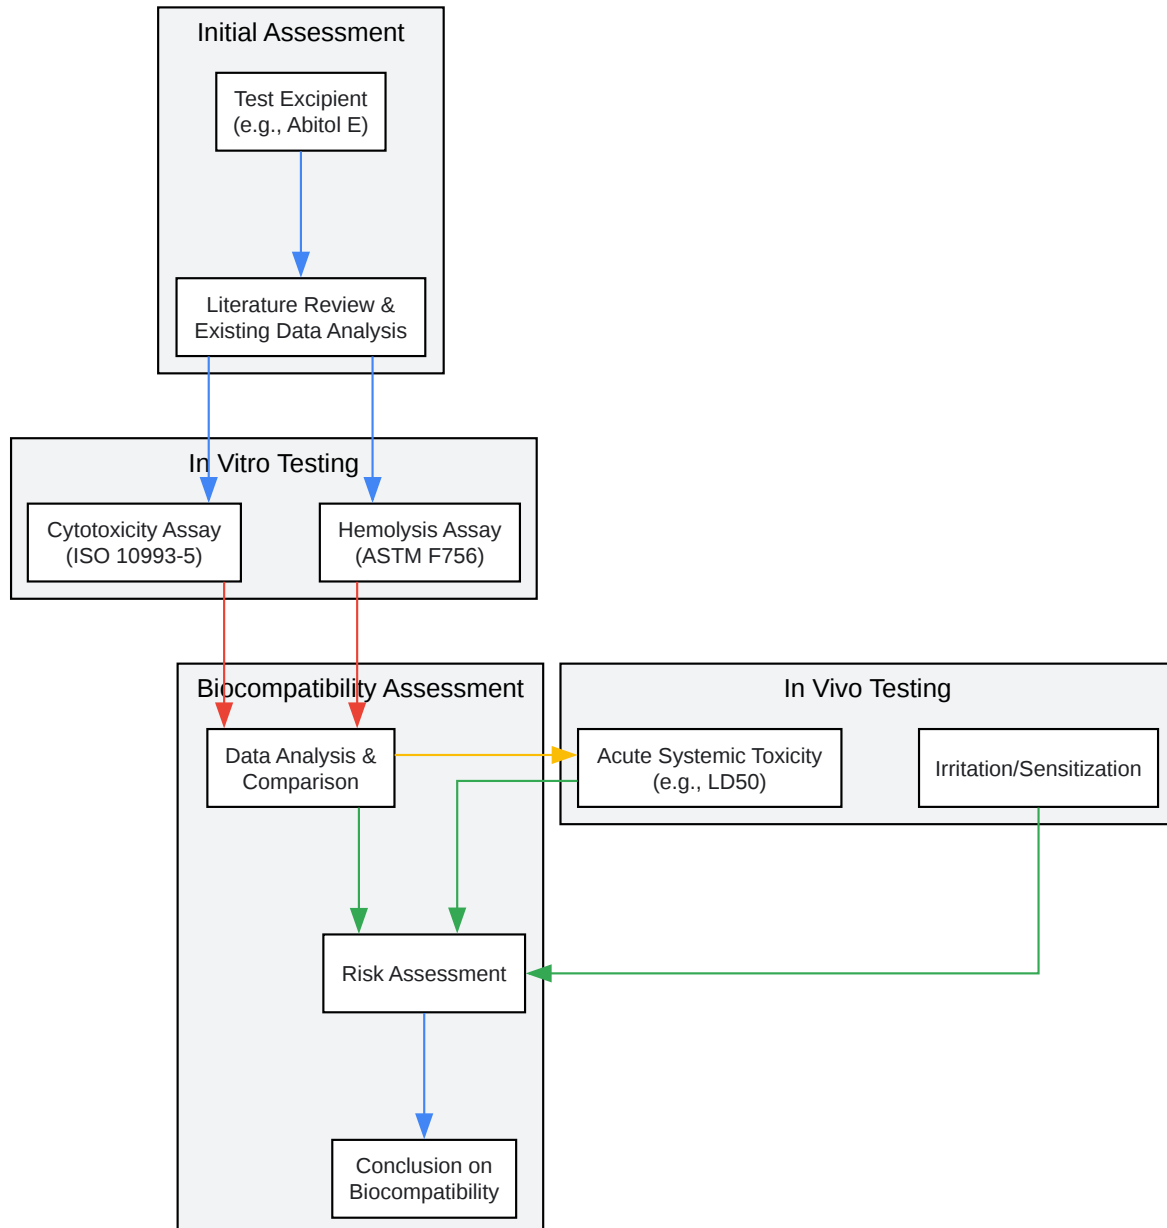 Initial Assessment
Test Excipient
(e.g., Abitol E)
Literature Review &
Existing Data Analysis
In Vitro Testing
Cytotoxicity Assay
(ISO 10993-5)
Hemolysis Assay
(ASTM F756)
Biocompatibility Assessment
Data Analysis &
Comparison
In Vivo Testing
Acute Systemic Toxicity
(e.g., LD50)
Irritation/Sensitization
Risk Assessment
Conclusion on
Biocompatibility